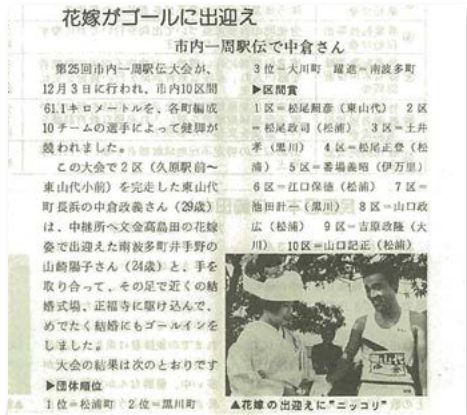 花嫁がゴールに出迎え
市内一周駅伝で中倉さん
第25回市内一周駅伝大会が、
12月3日に行われ、市内10区間
61.1キロメートルを、各町編成
10チームの選手によって健脚が
競われました。
この大会で2区（久原駅前〜
東山代小前）を完走した東山代
町長浜の中倉政義さん（29歳）
は、中継所へ文金高島田の花嫁
姿で出迎えた南波多町井手野の
山崎陽子さん（24歳）と、手を
取り合って、その足で近くの結
婚式場、正福寺に駆け込んで、
めでたく結婚にもゴールインを
しました。
大会の結果は次のとおりです
▶団体順位
1位＝松浦町　2位＝黒川町
3位＝大川町　躍進＝南波多町
▶区間賞
1区＝松尾照彦（東山代）　2区
＝松尾政司（松浦）　3区＝土井
孝（黒川）　4区＝松尾正登（松
浦）　5区＝番場義昭（伊万里）
6区＝江口保徳（松浦）　7区＝
池田計一（黒川）　8区＝山口政
広（松浦）　9区＝吉原政隆（大
川）　10区＝山口記正（松浦）
▲花嫁の出迎えに“ニッコリ”